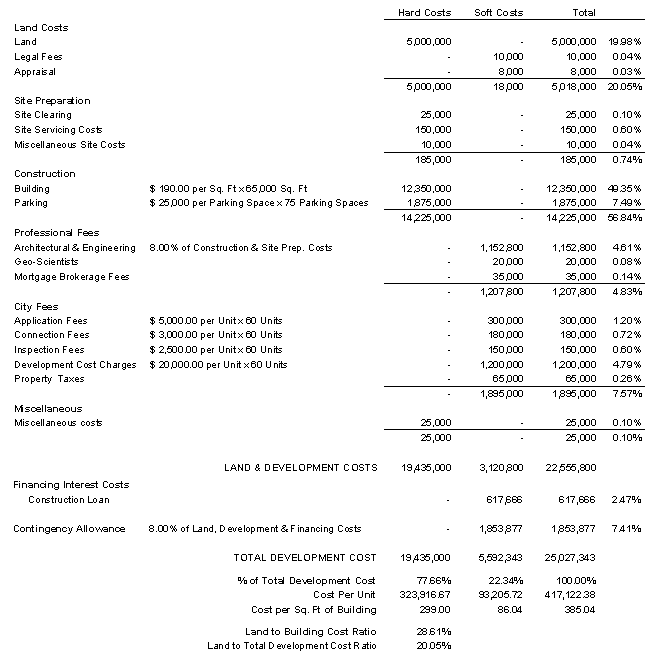 Hard Costs Soft Costs Total
Land Costs
Land 5,000,000 - 5,000,000 19.98%
Legal Fees - 10,000 10,000 0.04%
Appraisal - 8,000 8,000 0.03%
5,000,000 18,000 5,018,000 20.05%
Site Preparation
Site Clearing 25,000 - 25,000 0.10%
Site Servicing Costs 150,000 - 150,000 0.60%
Miscellaneous Site Costs 10,000 - 10,000 0.04%
185,000 - 185,000 0.74%
Construction
Building $ 190.00 per Sq. Ft x 65,000 Sq. Ft 12,350,000 - 12,350,000 49.35%
Parking $ 25,000 per Parking Space x 75 Parking Spaces 1,875,000 - 1,875,000 7.49%
14,225,000 - 14,225,000 56.84%
Professional Fees
Architectural & Engineering 8.00% of Construction & Site Prep. Costs - 1,152,800 1,152,800 4.61%
Geo-Scientists - 20,000 20,000 0.08%
Mortgage Brokerage Fees - 35,000 35,000 0.14%
- 1,207,800 1,207,800 4.83%
City Fees
Application Fees $ 5,000.00 per Unit x 60 Units - 300,000 300,000 1.20%
Connection Fees $ 3,000.00 per Unit x 60 Units - 180,000 180,000 0.72%
Inspection Fees $ 2,500.00 per Unit x 60 Units - 150,000 150,000 0.60%
Development Cost Charges $ 20,000.00 per Unit x 60 Units - 1,200,000 1,200,000 4.79%
Property Taxes - 65,000 65,000 0.26%
- 1,895,000 1,895,000 7.57%
Miscellaneous
Miscellaneous costs 25,000 - 25,000 0.10%
25,000 - 25,000 0.10%
LAND & DEVELOPMENT COSTS 19,435,000 3,120,800 22,555,800
Financing Interest Costs
Construction Loan - 617,666 617,666 2.47%
Contingency Allowance 8.00% of Land, Development & Financing Costs - 1,853,877 1,853,877 7.41%
TOTAL DEVELOPMENT COST 19,435,000 5,592,343 25,027,343
% of Total Development Cost 77.66% 22.34% 100.00%
Cost Per Unit 323,916.67 93,205.72 417,122.38
Cost per Sq. Ft of Building 299.00 86.04 385.04
Land to Building Cost Ratio 28.61%
Land to Total Development Cost Ratio 20.05%